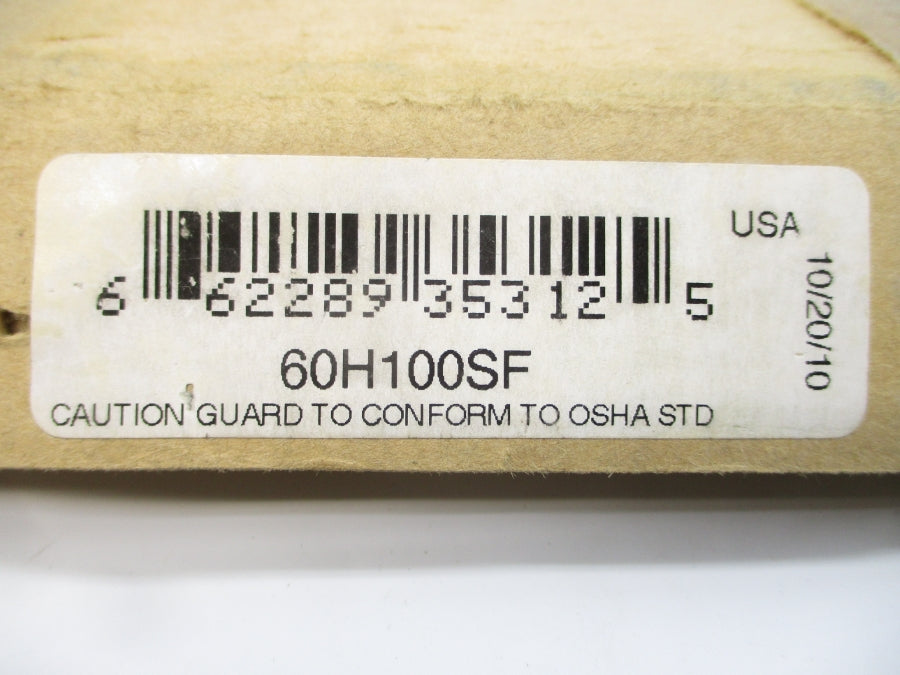 USA
6 62289 35312 5
60H100SF
CAUTION GUARD TO CONFORM TO OSHA STD
10/20/10